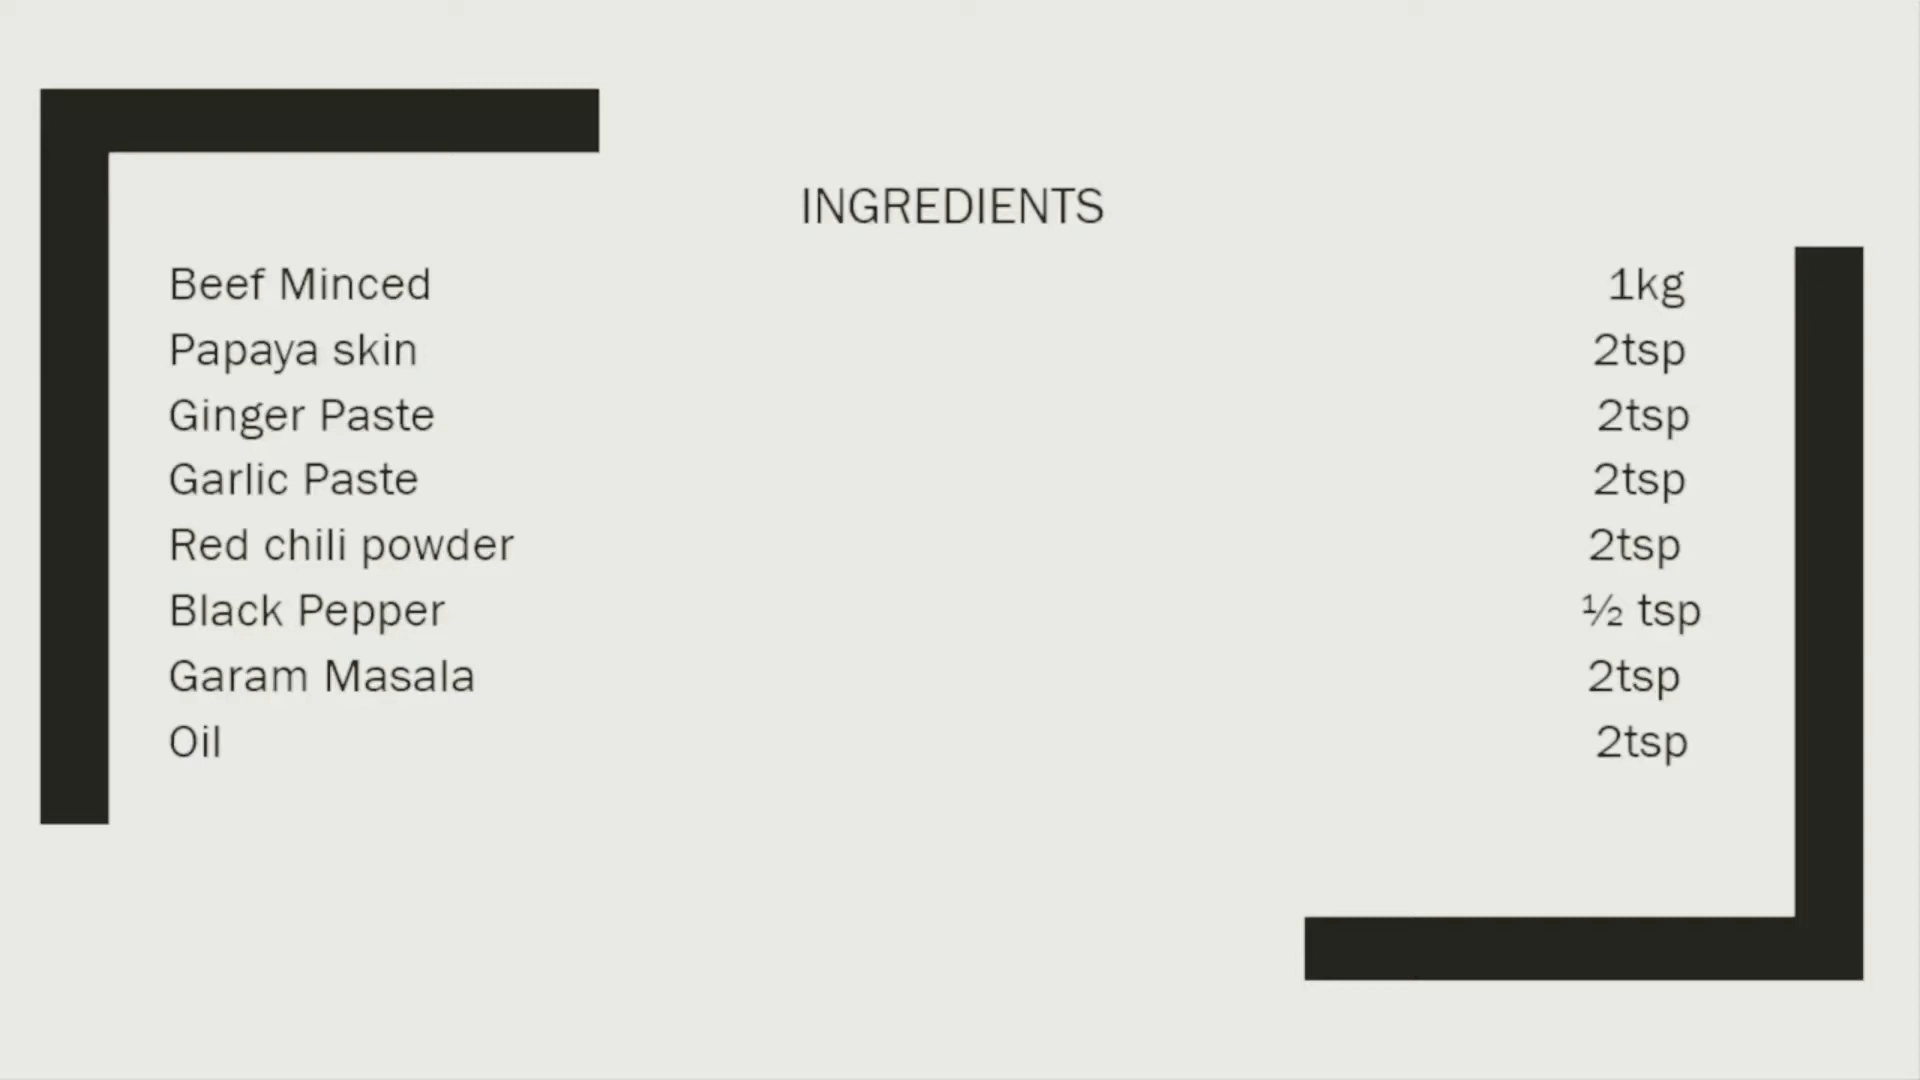 INGREDIENTS
Beef Minced 1kg
Papaya skin 2tsp
Ginger Paste 2tsp
Garlic Paste 2tsp
Red chili powder 2tsp
Black Pepper ½ tsp
Garam Masala 2tsp
Oil 2tsp